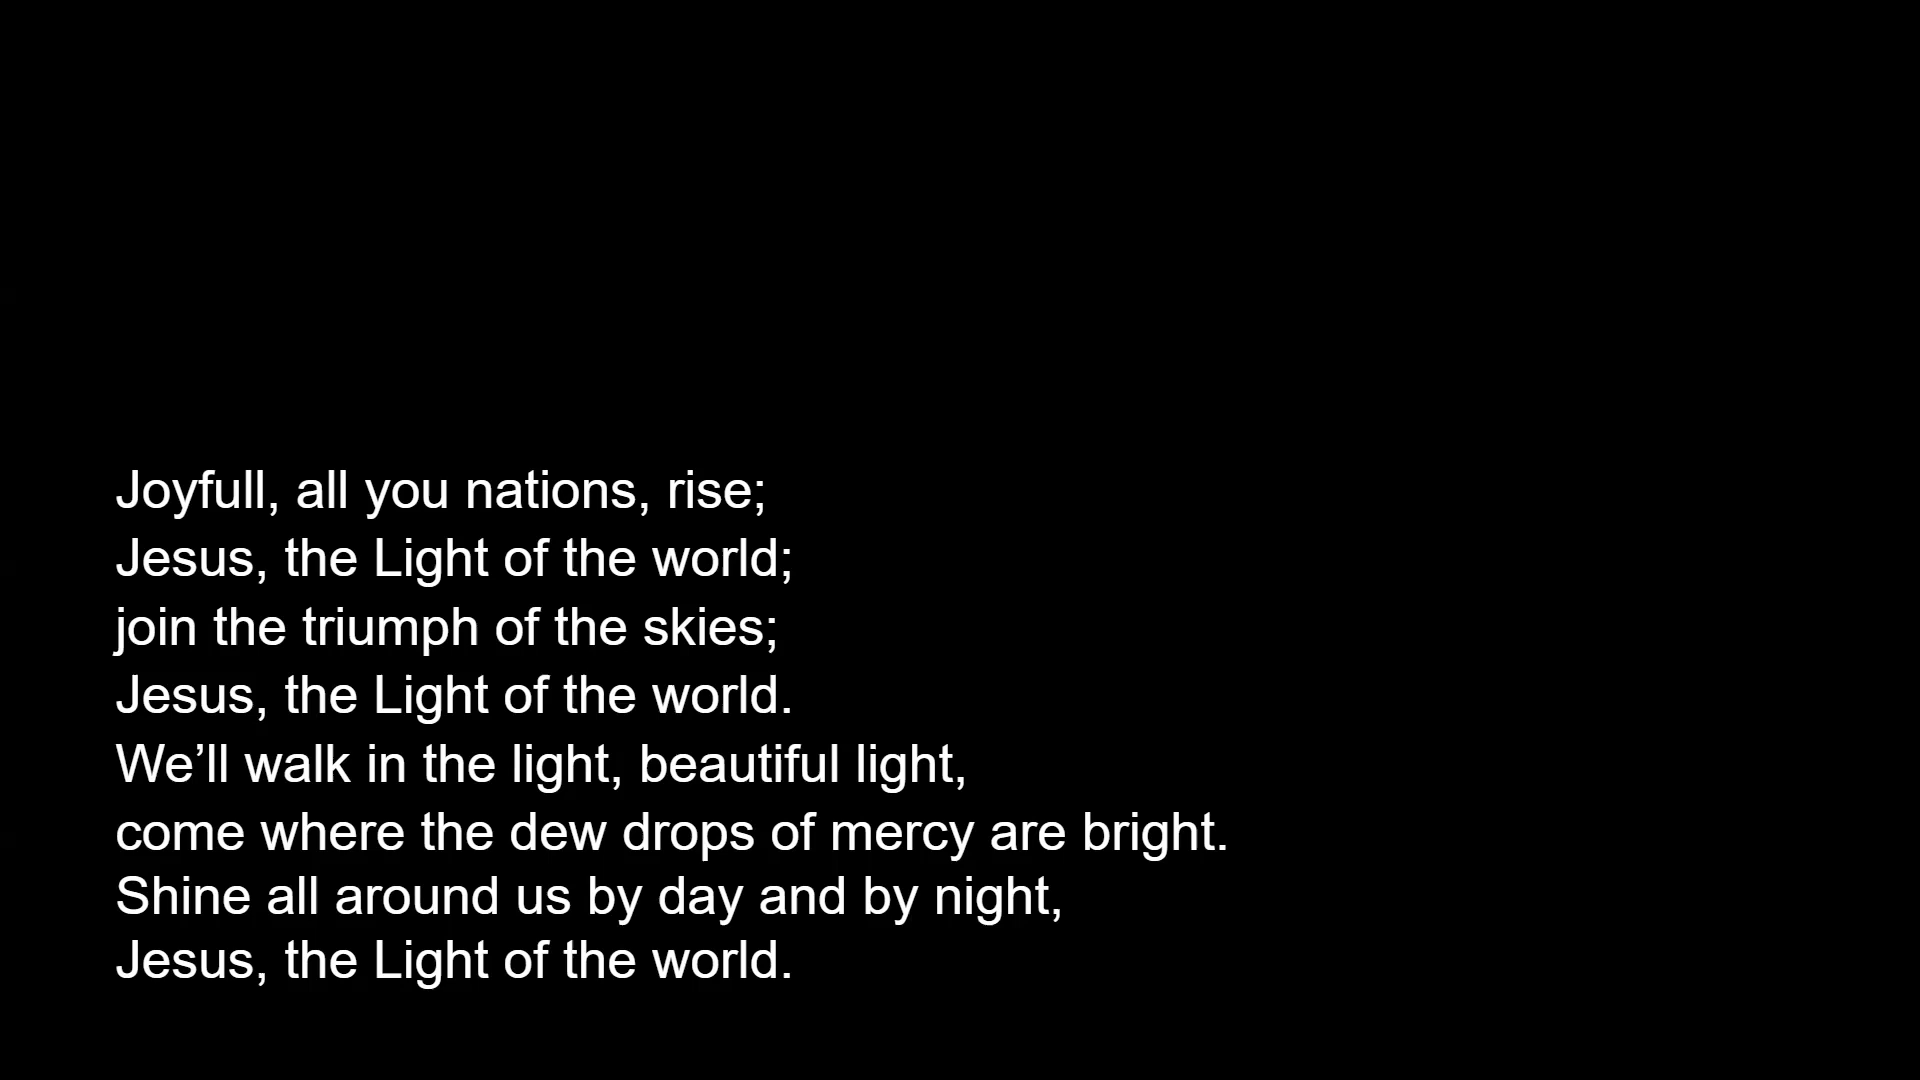 Joyfull, all you nations, rise;
Jesus, the Light of the world;
join the triumph of the skies;
Jesus, the Light of the world.
We’ll walk in the light, beautiful light,
come where the dew drops of mercy are bright.
Shine all around us by day and by night,
Jesus, the Light of the world.